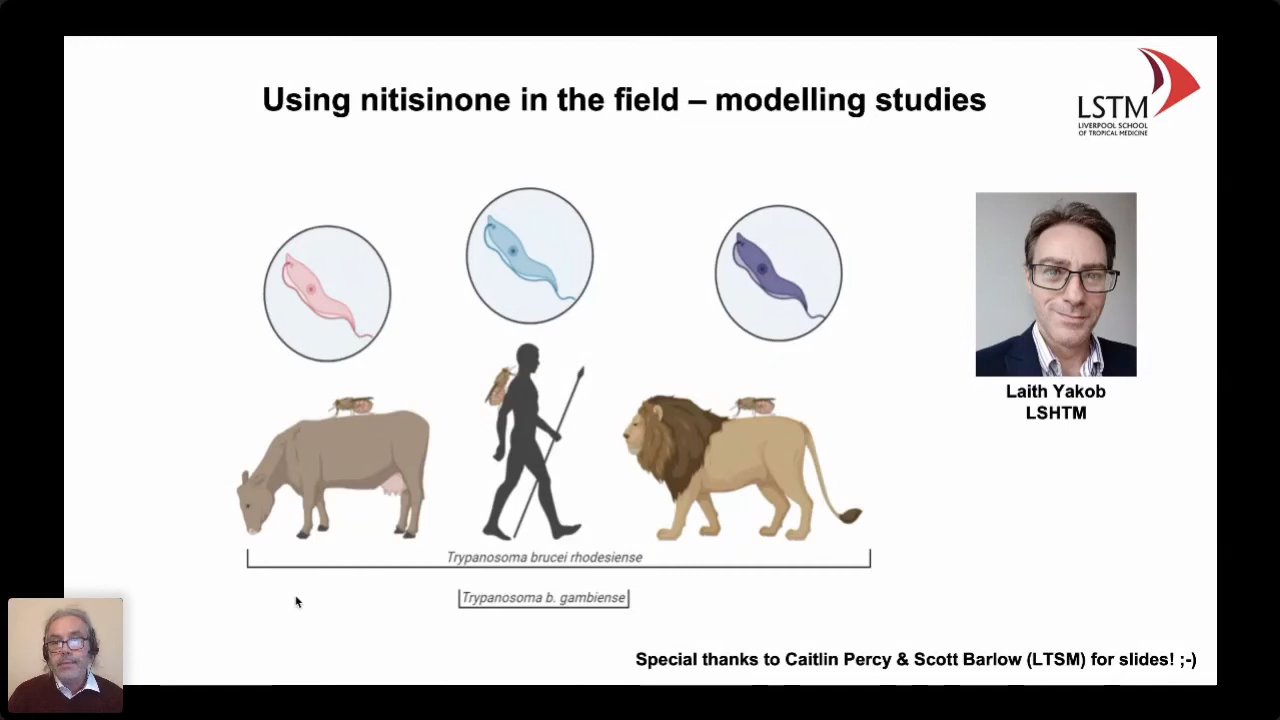 Using nitisinone in the field – modelling studies
LSTM
LIVERPOOL SCHOOL
OF TROPICAL MEDICINE
Laith Yakob
LSHTM
Trypanosoma brucei rhodesiense
Trypanosoma b. gambiense
Special thanks to Caitlin Percy & Scott Barlow (LTSM) for slides! ;-)